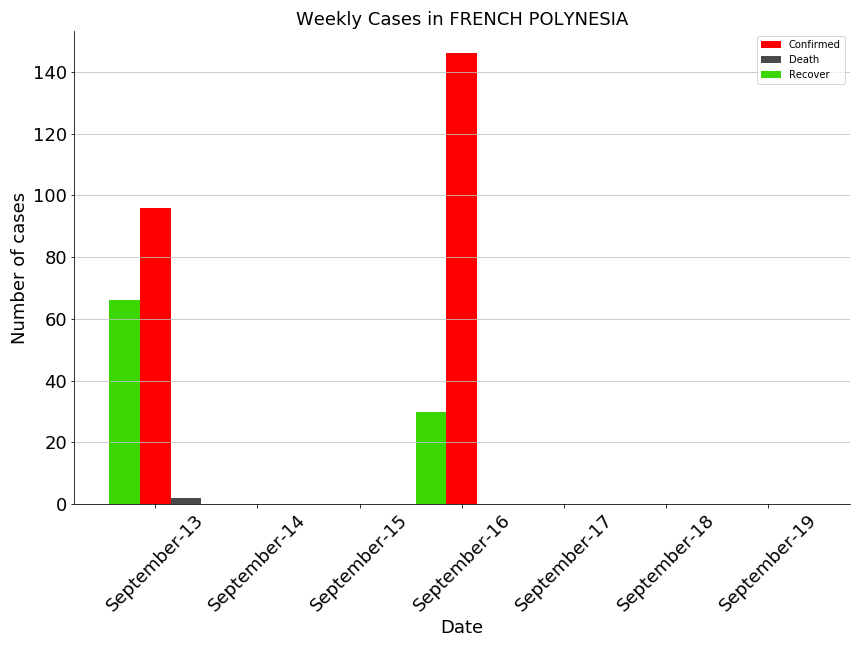 Weekly Cases in FRENCH POLYNESIA
Confirmed
Death
Recover
Number of cases
140
120
100
80
60
40
20
0
September-13
September-14
September-15
September-16
September-17
September-18
September-19
Date